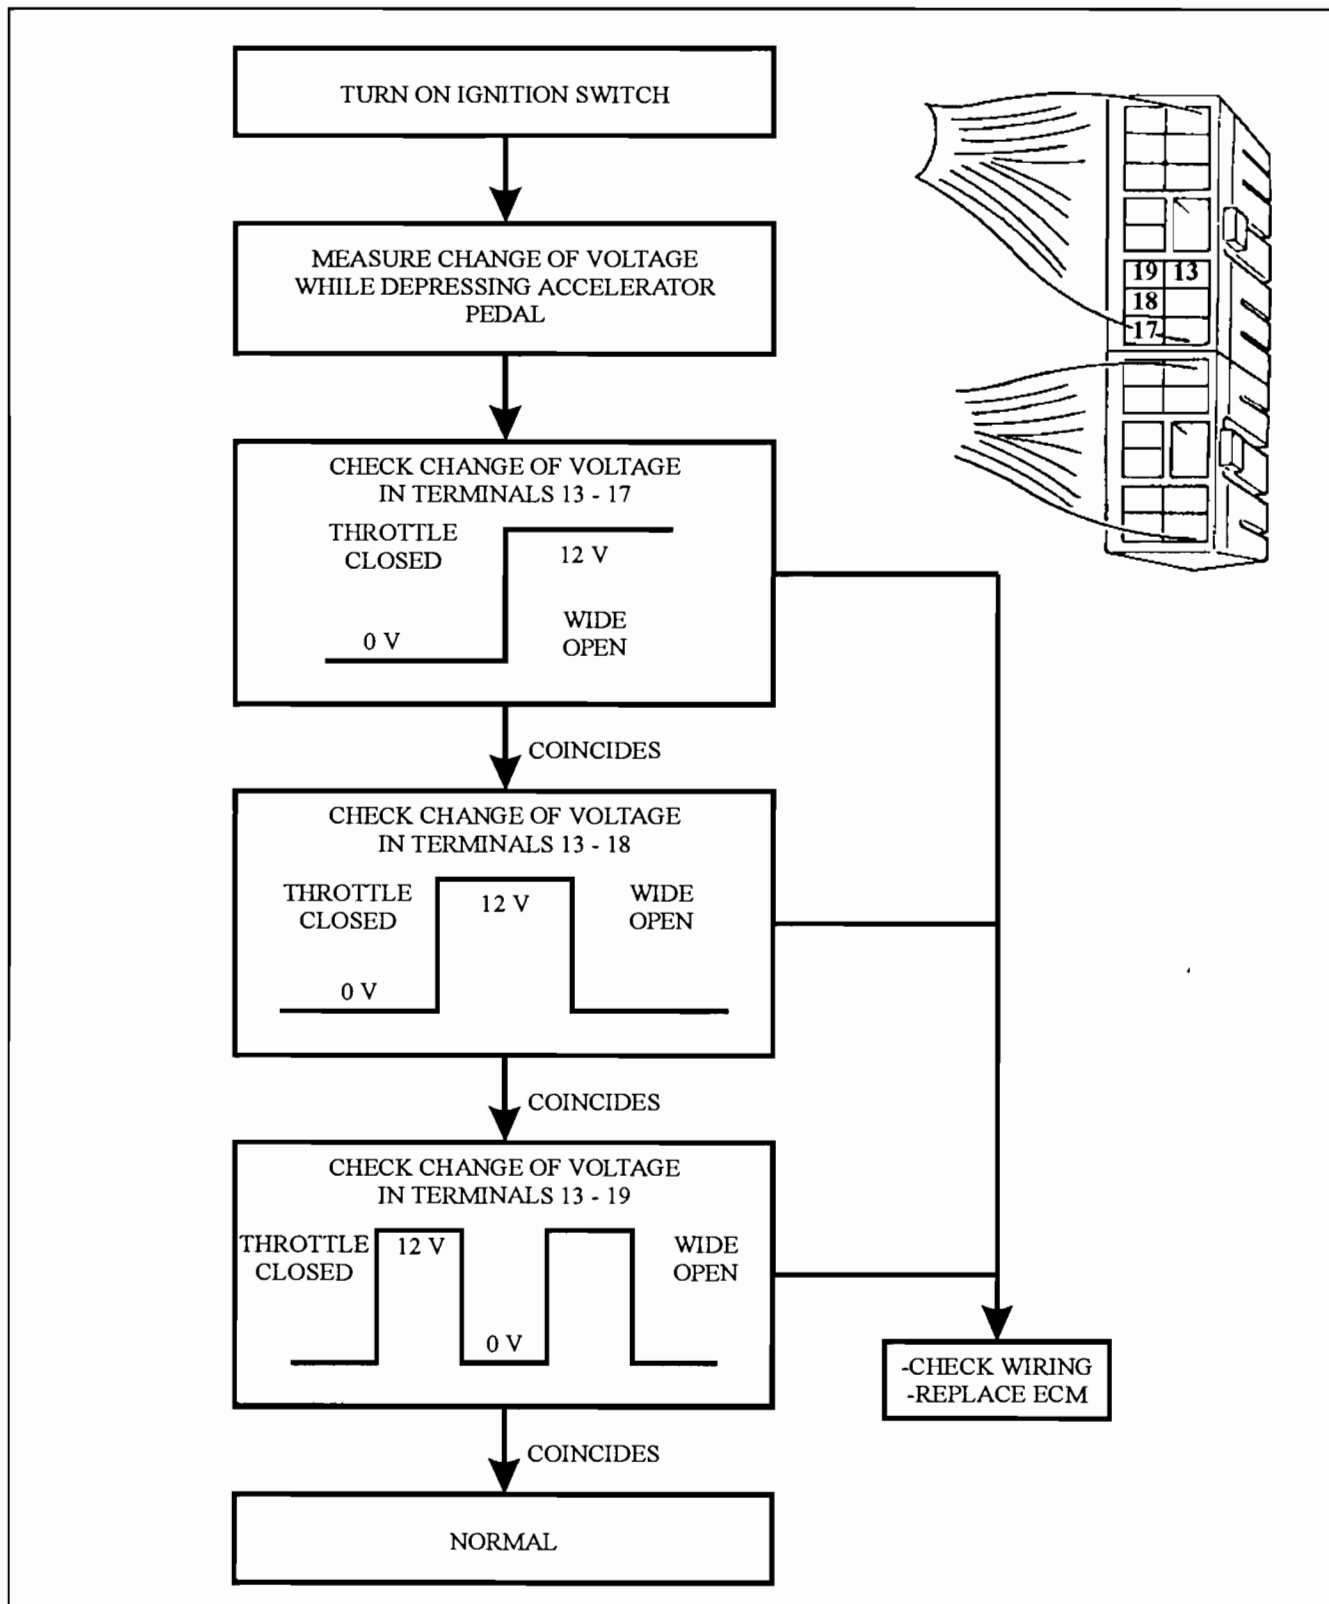 TURN ON IGNITION SWITCH
MEASURE CHANGE OF VOLTAGE
WHILE DEPRESSING ACCELERATOR
PEDAL
19 13
18
17
CHECK CHANGE OF VOLTAGE
IN TERMINALS 13 - 17
THROTTLE
CLOSED
12 V
0 V
WIDE
OPEN
COINCIDES
CHECK CHANGE OF VOLTAGE
IN TERMINALS 13 - 18
THROTTLE
CLOSED
12 V
WIDE
OPEN
0 V
COINCIDES
CHECK CHANGE OF VOLTAGE
IN TERMINALS 13 - 19
THROTTLE
CLOSED
12 V
WIDE
OPEN
0 V
-CHECK WIRING
-REPLACE ECM
COINCIDES
NORMAL